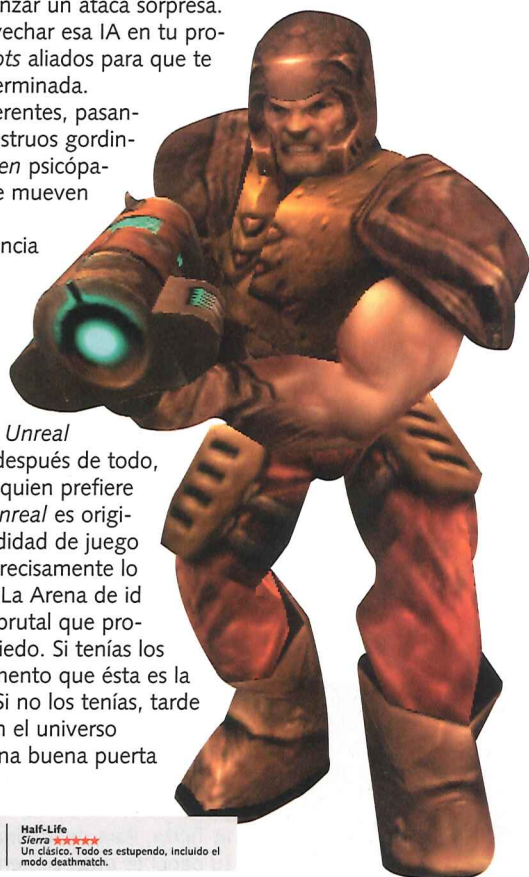 nzar un ataca sorpresa.
vechar esa IA en tu pro-
ots aliados para que te
erminada.
erentes, pasan-
struos gordin-
en psicópa-
e mueven
ncia
Unreal
después de todo,
quien prefiere
nreal es origi-
didad de juego
recisamente lo
La Arena de id
brutal que pro-
iedo. Si tenías los
mento que ésta es la
Si no los tenías, tarde
n el universo
na buena puerta
Half-Life
Sierra ★★★★★
Un clásico. Todo es estupendo, incluido el
modo deathmatch.